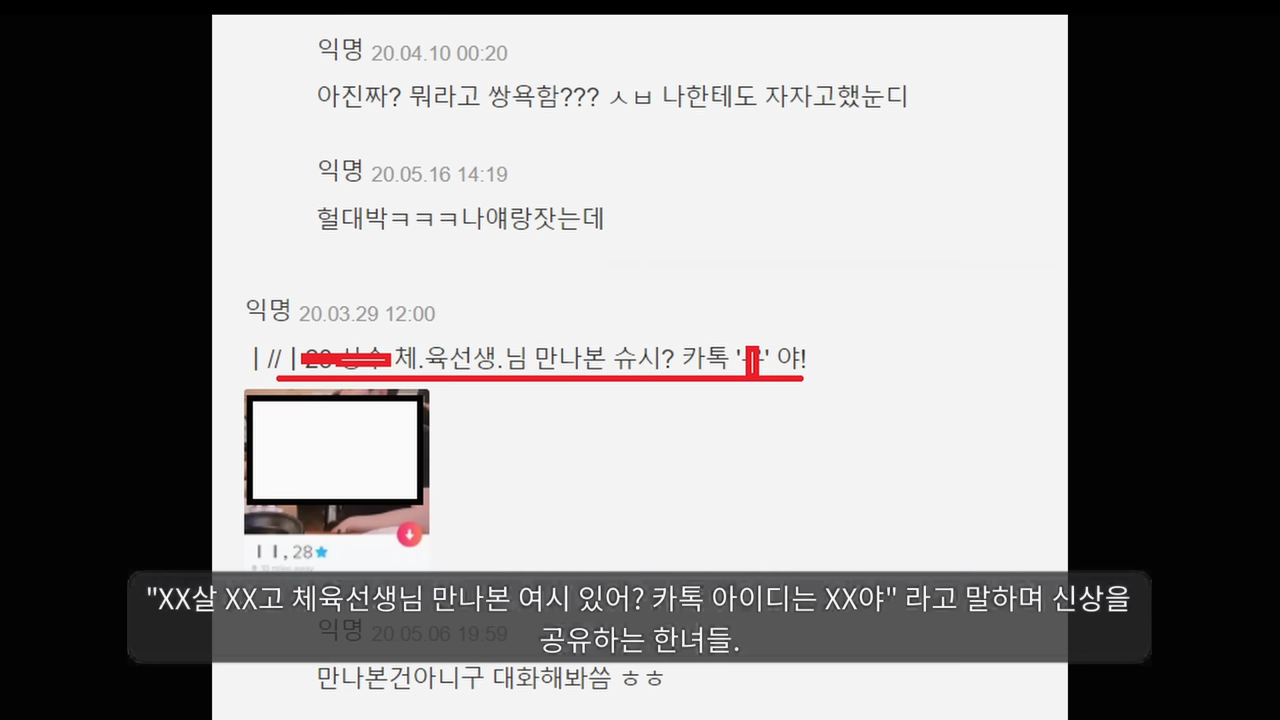 익명 20.04.10 00:20
아진짜? 뭐라고 쌍욕함??? ㅅㅂ 나한테도 자자고했눈디
익명 20.05.16 14:19
헐대박ㅋㅋㅋ나얘랑잣는데
익명 20.03.29 12:00
ㅣ//ㅣ 체.육선생.님 만나본 슈시? 카톡 '' 야!
ㅣㅣ, 28
"XX살 XX고 체육선생님 만나본 여시 있어? 카톡 아이디는 XX야" 라고 말하며 신상을
공유하는 한녀들.
익명 20.05.06 19:59
만나본건아니구 대화해봐씀 ㅎㅎ